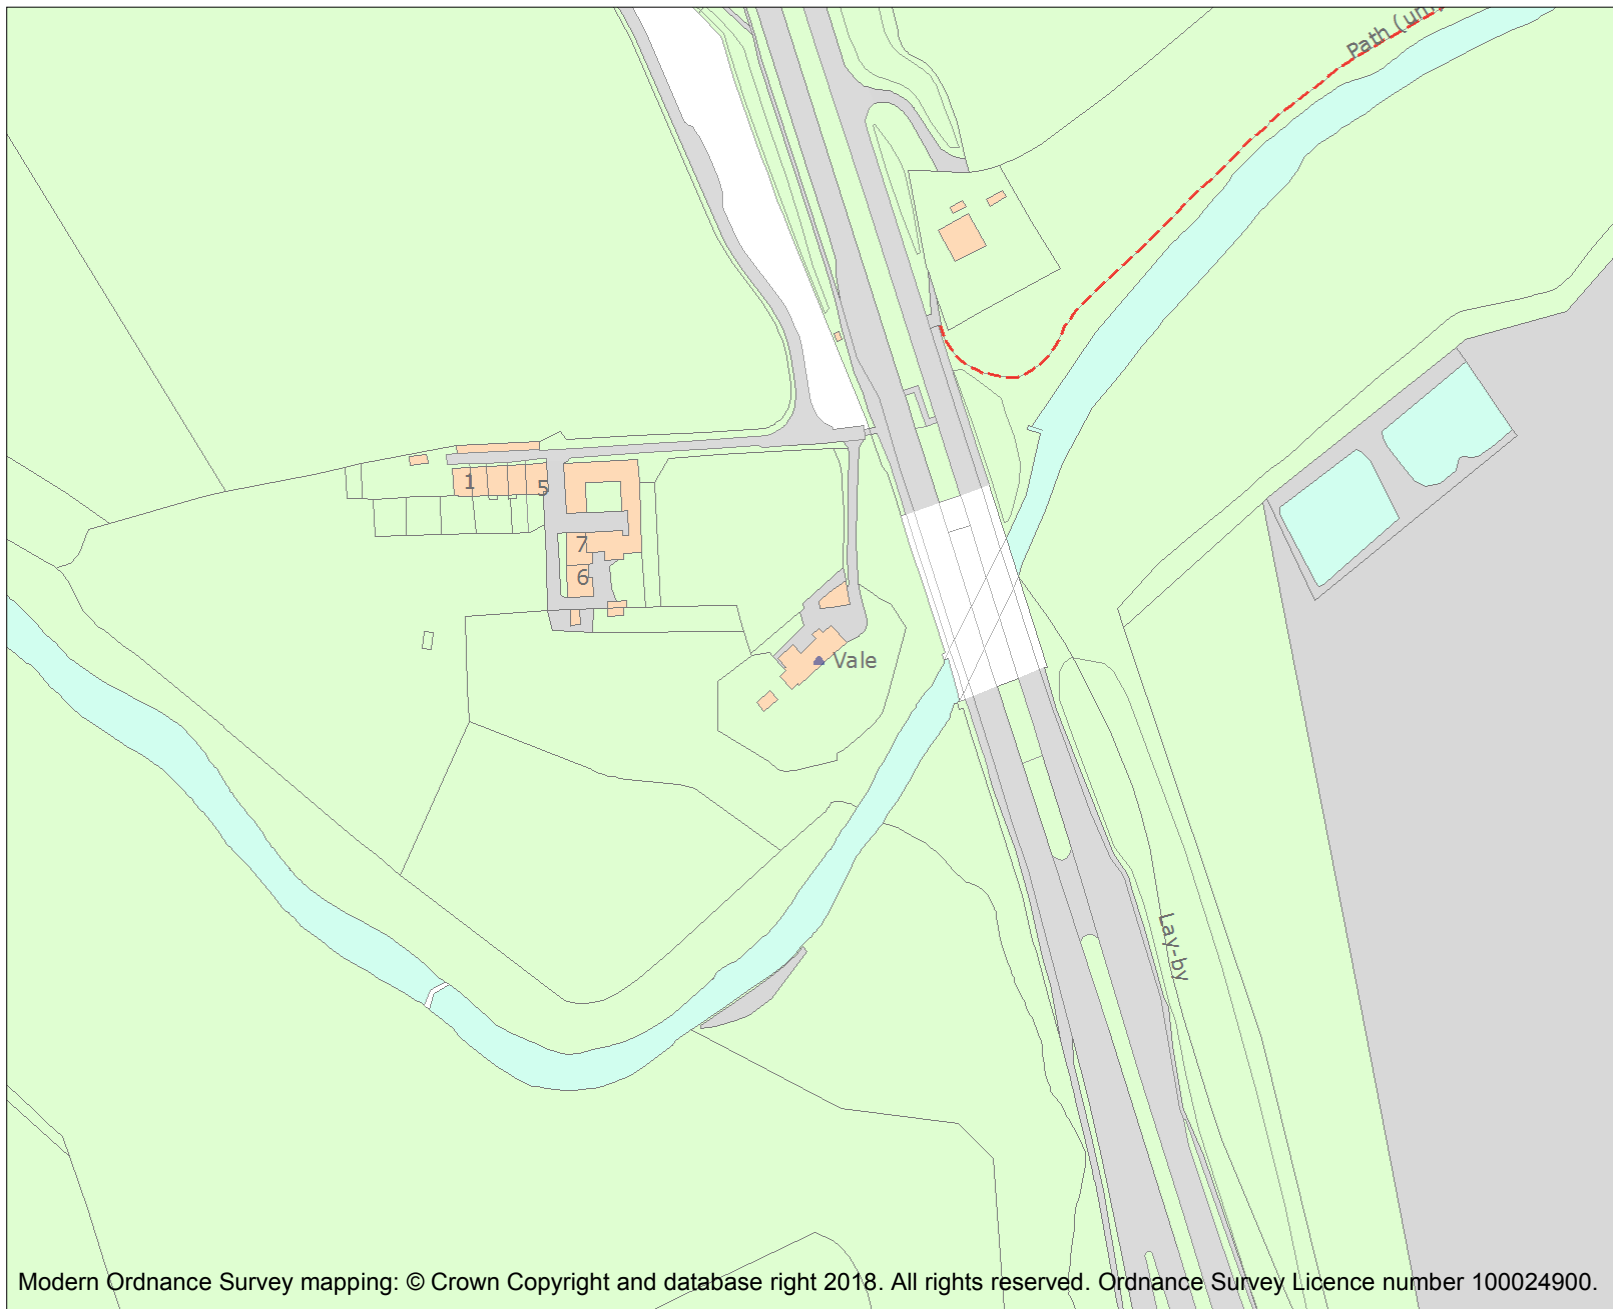 Path (un
1
5
7
6
Vale
Lay-by
Modern Ordnance Survey mapping: © Crown Copyright and database right 2018. All rights reserved. Ordnance Survey Licence number 100024900.